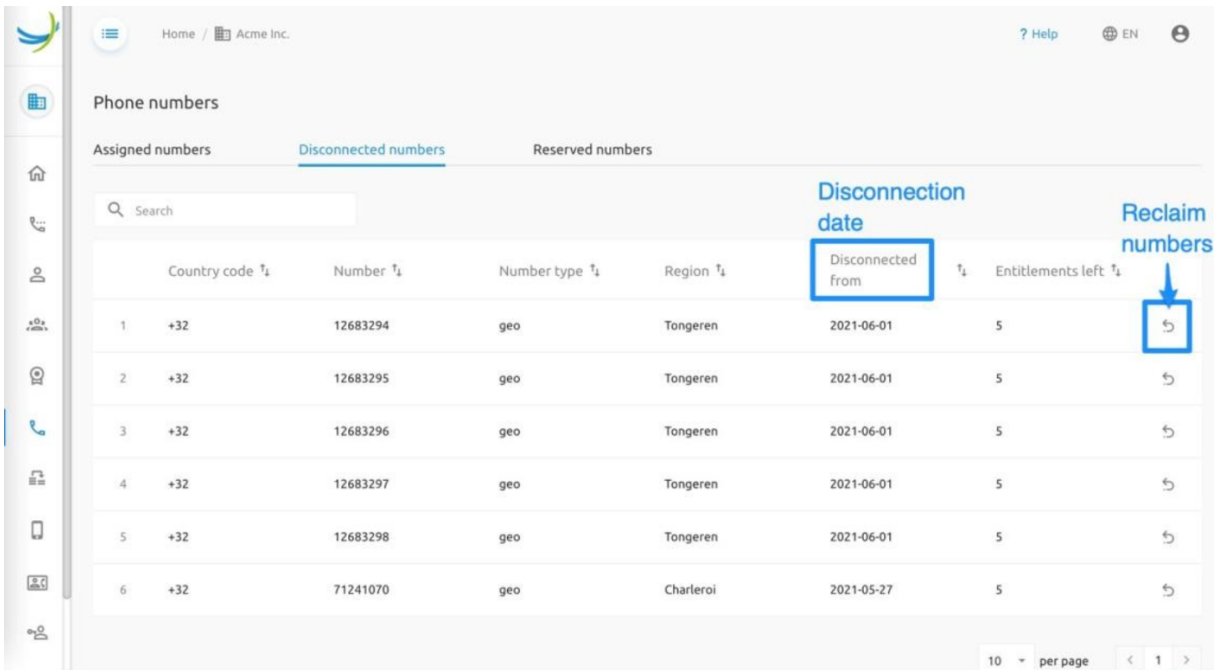 Home / Acme Inc.
? Help
EN
Phone numbers
Assigned numbers Disconnected numbers Reserved numbers
Disconnection
date
Reclaim
numbers
Search
Country code Number Number type Region Disconnected from Entitlements left
1 +32 12683294 geo Tongeren 2021-06-01 5
2 +32 12683295 geo Tongeren 2021-06-01 5
3 +32 12683296 geo Tongeren 2021-06-01 5
4 +32 12683297 geo Tongeren 2021-06-01 5
5 +32 12683298 geo Tongeren 2021-06-01 5
6 +32 71241070 geo Charleroi 2021-05-27 5
10 per page < 1 >